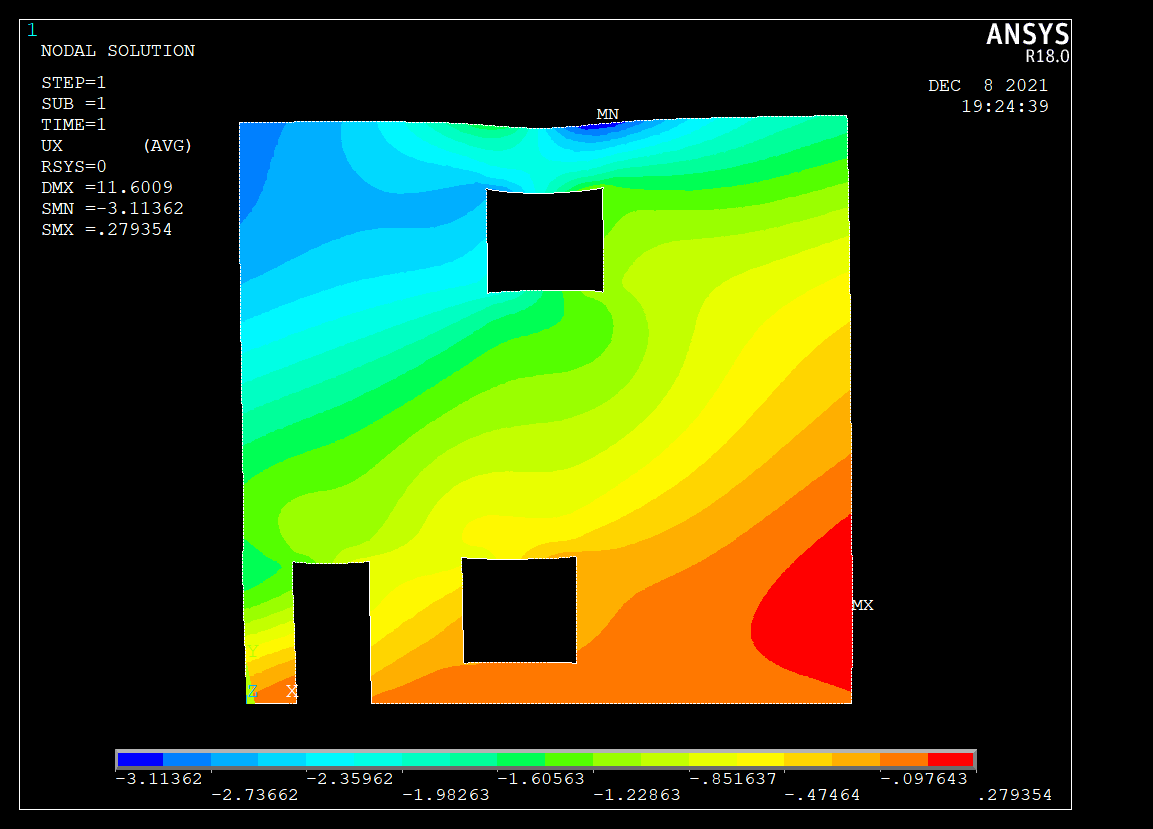 1
ANSYS
R18.0
NODAL SOLUTION
STEP=1
SUB =1
TIME=1
UX (AVG)
RSYS=0
DMX =11.6009
SMN =-3.11362
SMX =.279354
DEC 8 2021
19:24:39
MN
MX
Y
Z X
-3.11362 -2.35962 -1.60563 -.851637 -.097643
-2.73662 -1.98263 -1.22863 -.47464 .279354